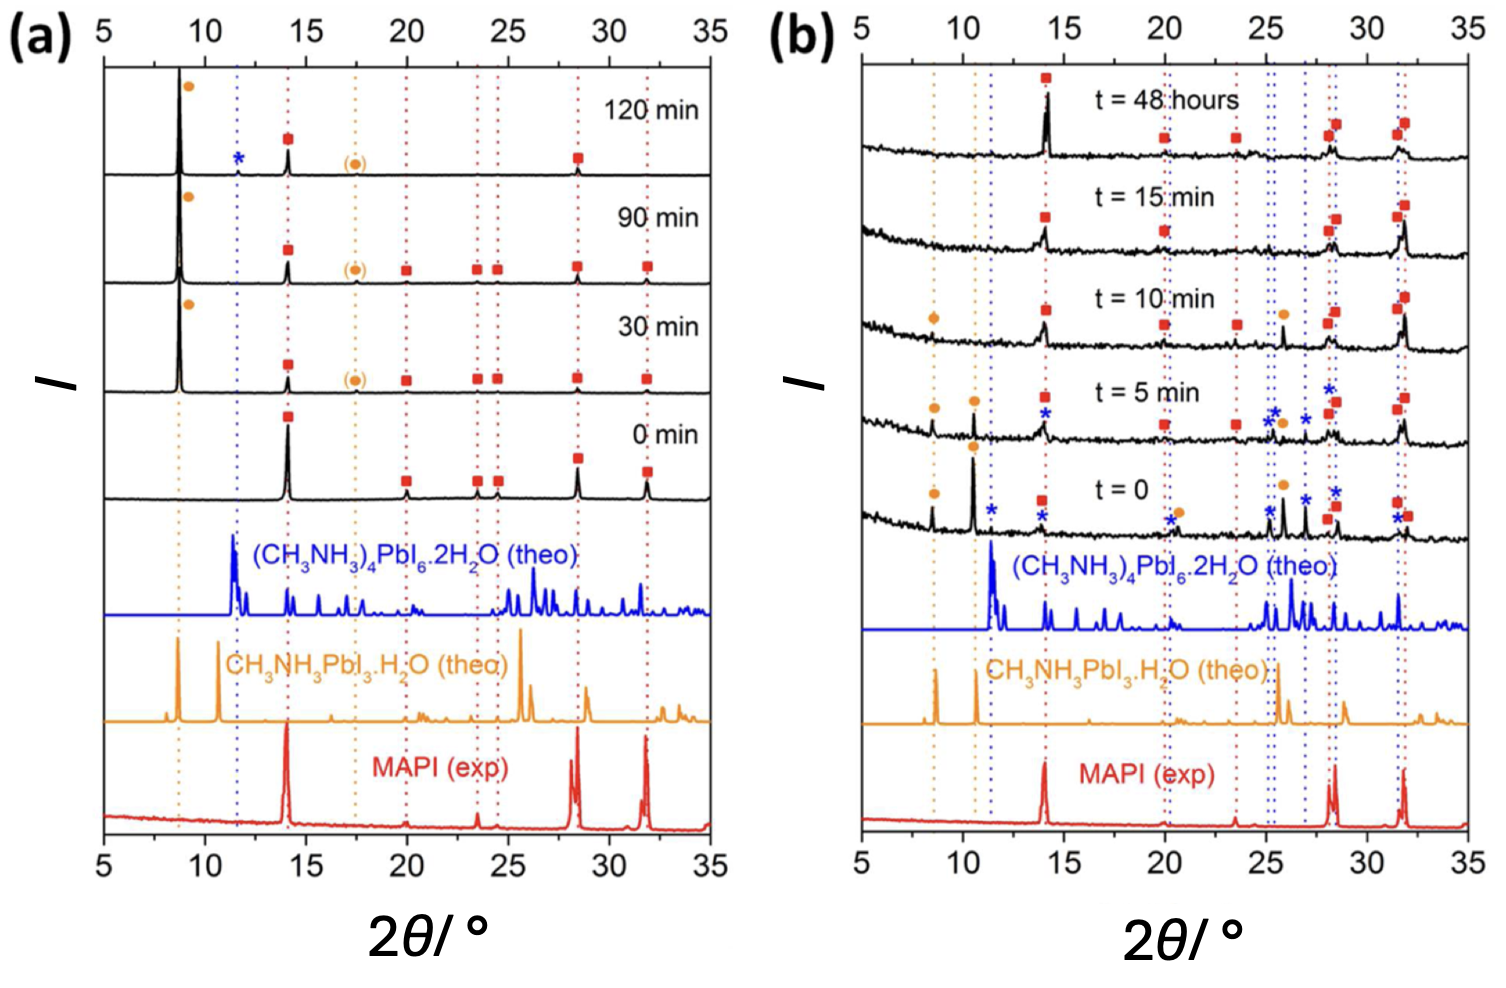 (a)
5 10 15 20 25 30 35
120 min
*
(●)
90 min
(●)
30 min
(●)
0 min
I
(CH₃NH₃)₄PbI₆.2H₂O (theo)
CH₃NH₃PbI₃.H₂O (theo)
MAPI (exp)
5 10 15 20 25 30 35
2θ/ °
(b)
5 10 15 20 25 30 35
t = 48 hours
t = 15 min
t = 10 min
t = 5 min
* * * * *
t = 0
* * * * * * *
I
(CH₃NH₃)₄PbI₆.2H₂O (theo)
CH₃NH₃PbI₃.H₂O (theo)
MAPI (exp)
5 10 15 20 25 30 35
2θ/ °